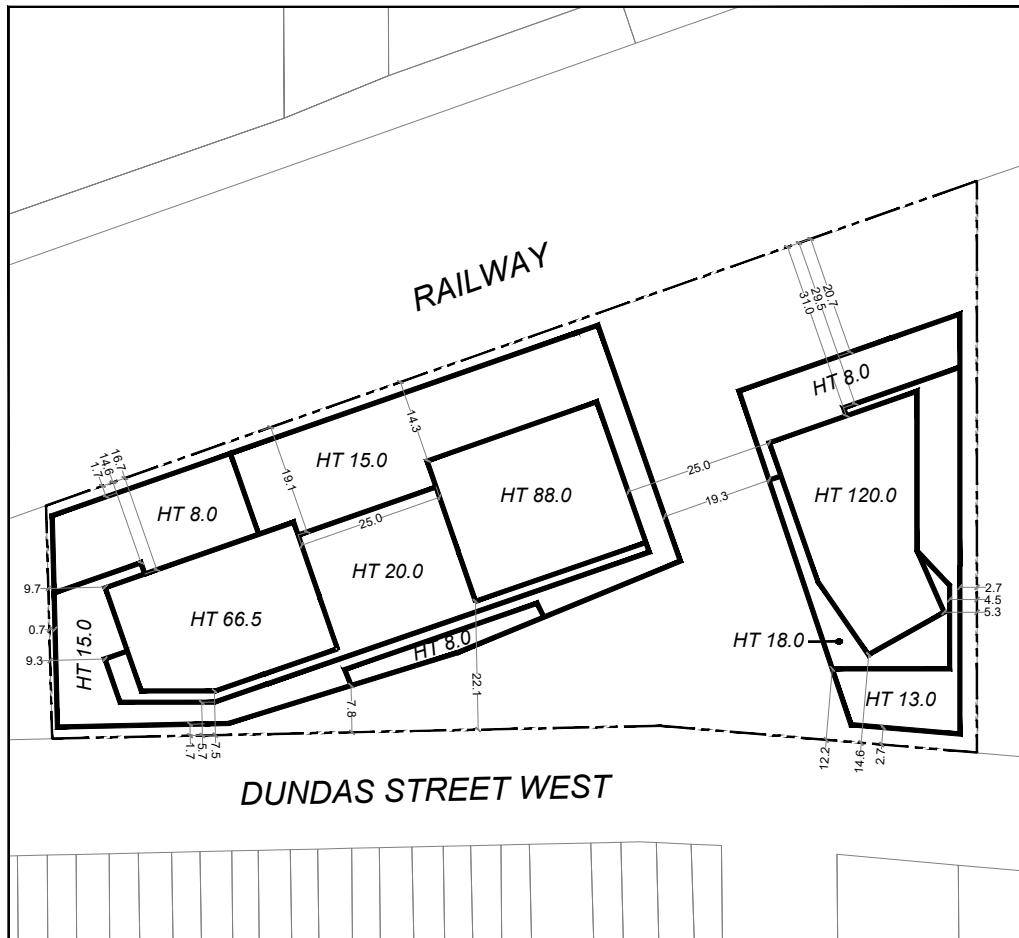 RAILWAY
20.7
29.5
31.0
HT 8.0
14.3
19.1
HT 15.0
25.0
19.3
HT 88.0
HT 120.0
16.7
14.6
1.7
HT 8.0
25.0
HT 20.0
9.7
HT 66.5
0.7
9.3
HT 15.0
HT 8.0
2.7
4.5
5.3
HT 18.0
HT 13.0
22.1
7.8
1.7
5.7
7.5
12.2
14.6
2.7
DUNDAS STREET WEST